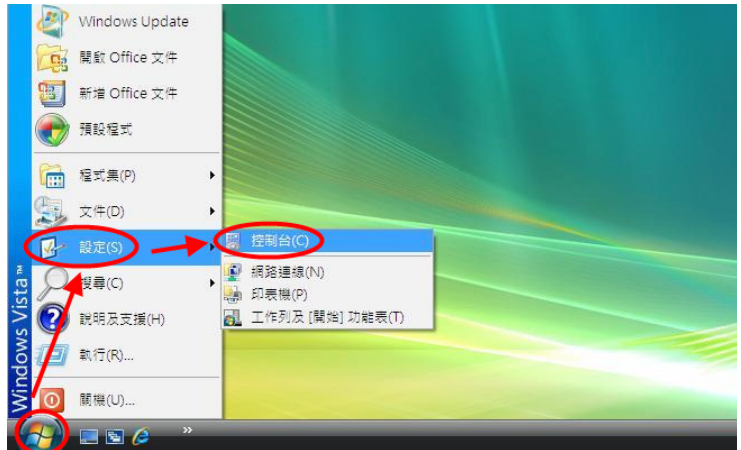 Windows Update
開啟 Office 文件
新增 Office 文件
預設程式
程式集(P)
文件(D)
設定(S)
搜尋(C)
說明及支援(H)
執行(R)...
關機(U)...
控制台(C)
網路連線(N)
印表機(P)
工作列及 [開始] 功能表(T)
Windows Vista™
»